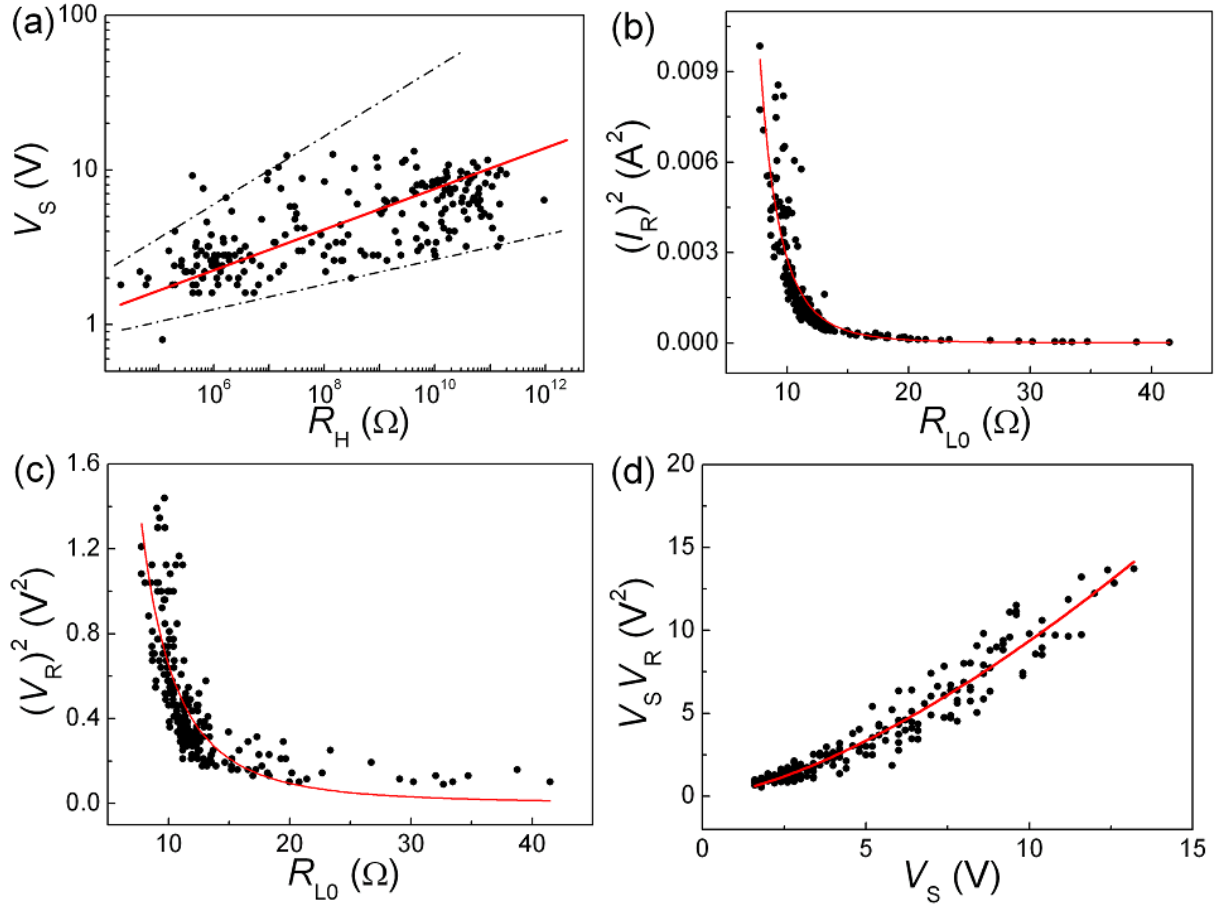 (a)
100
10
1
V_S (V)
10^6 10^8 10^10 10^12
R_H (Ω)
(b)
0.009
0.006
0.003
0.000
(I_R)^2 (A^2)
10 20 30 40
R_L0 (Ω)
(c)
1.6
1.2
0.8
0.4
0.0
(V_R)^2 (V^2)
10 20 30 40
R_L0 (Ω)
(d)
20
15
10
5
0
V_S V_R (V^2)
0 5 10 15
V_S (V)